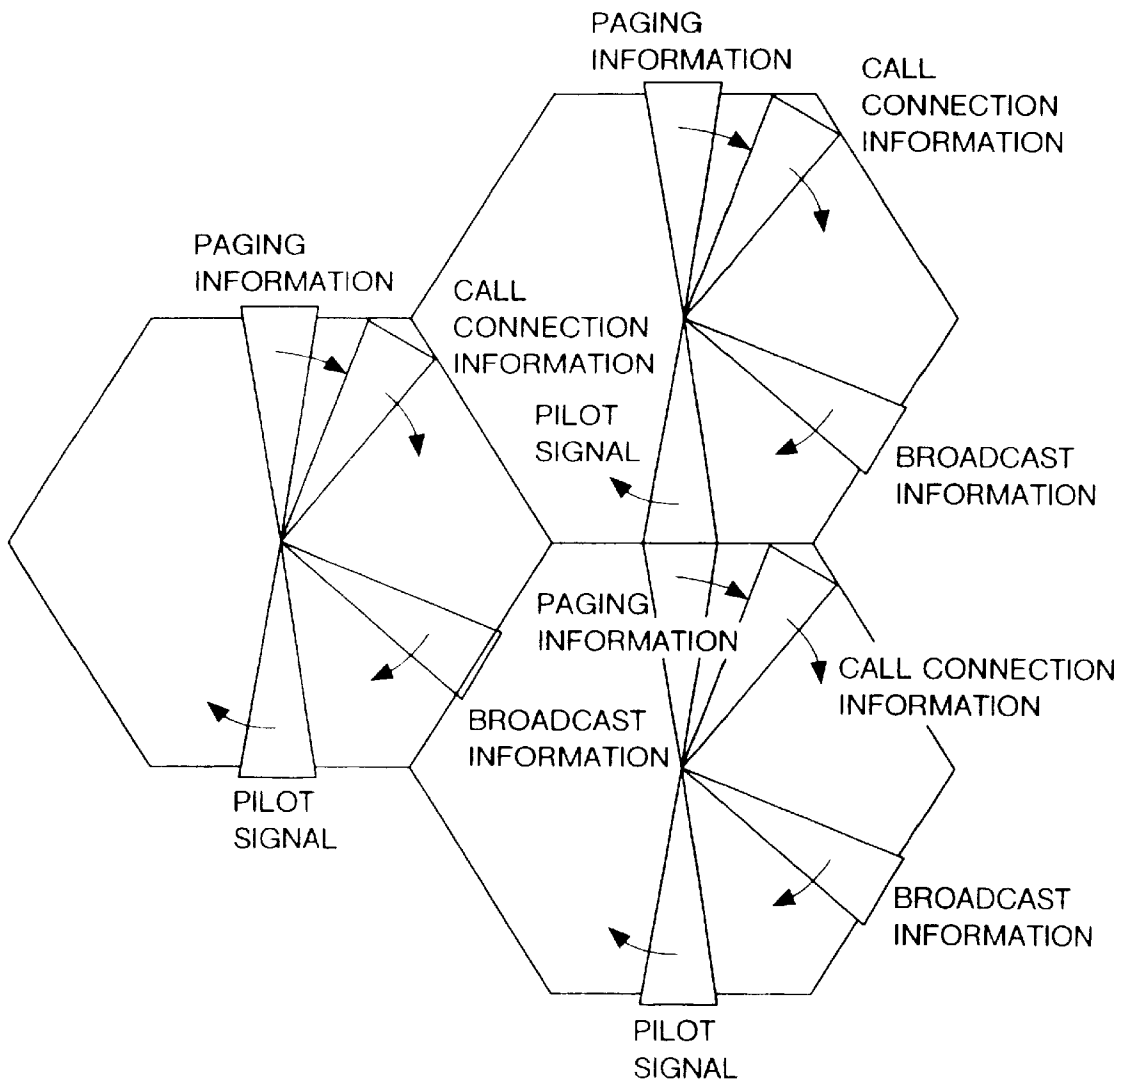 PAGING
INFORMATION
CALL
CONNECTION
INFORMATION
PAGING
INFORMATION
CALL
CONNECTION
INFORMATION
PILOT
SIGNAL
BROADCAST
INFORMATION
PAGING
INFORMATION
CALL CONNECTION
INFORMATION
BROADCAST
INFORMATION
PILOT
SIGNAL
BROADCAST
INFORMATION
PILOT
SIGNAL